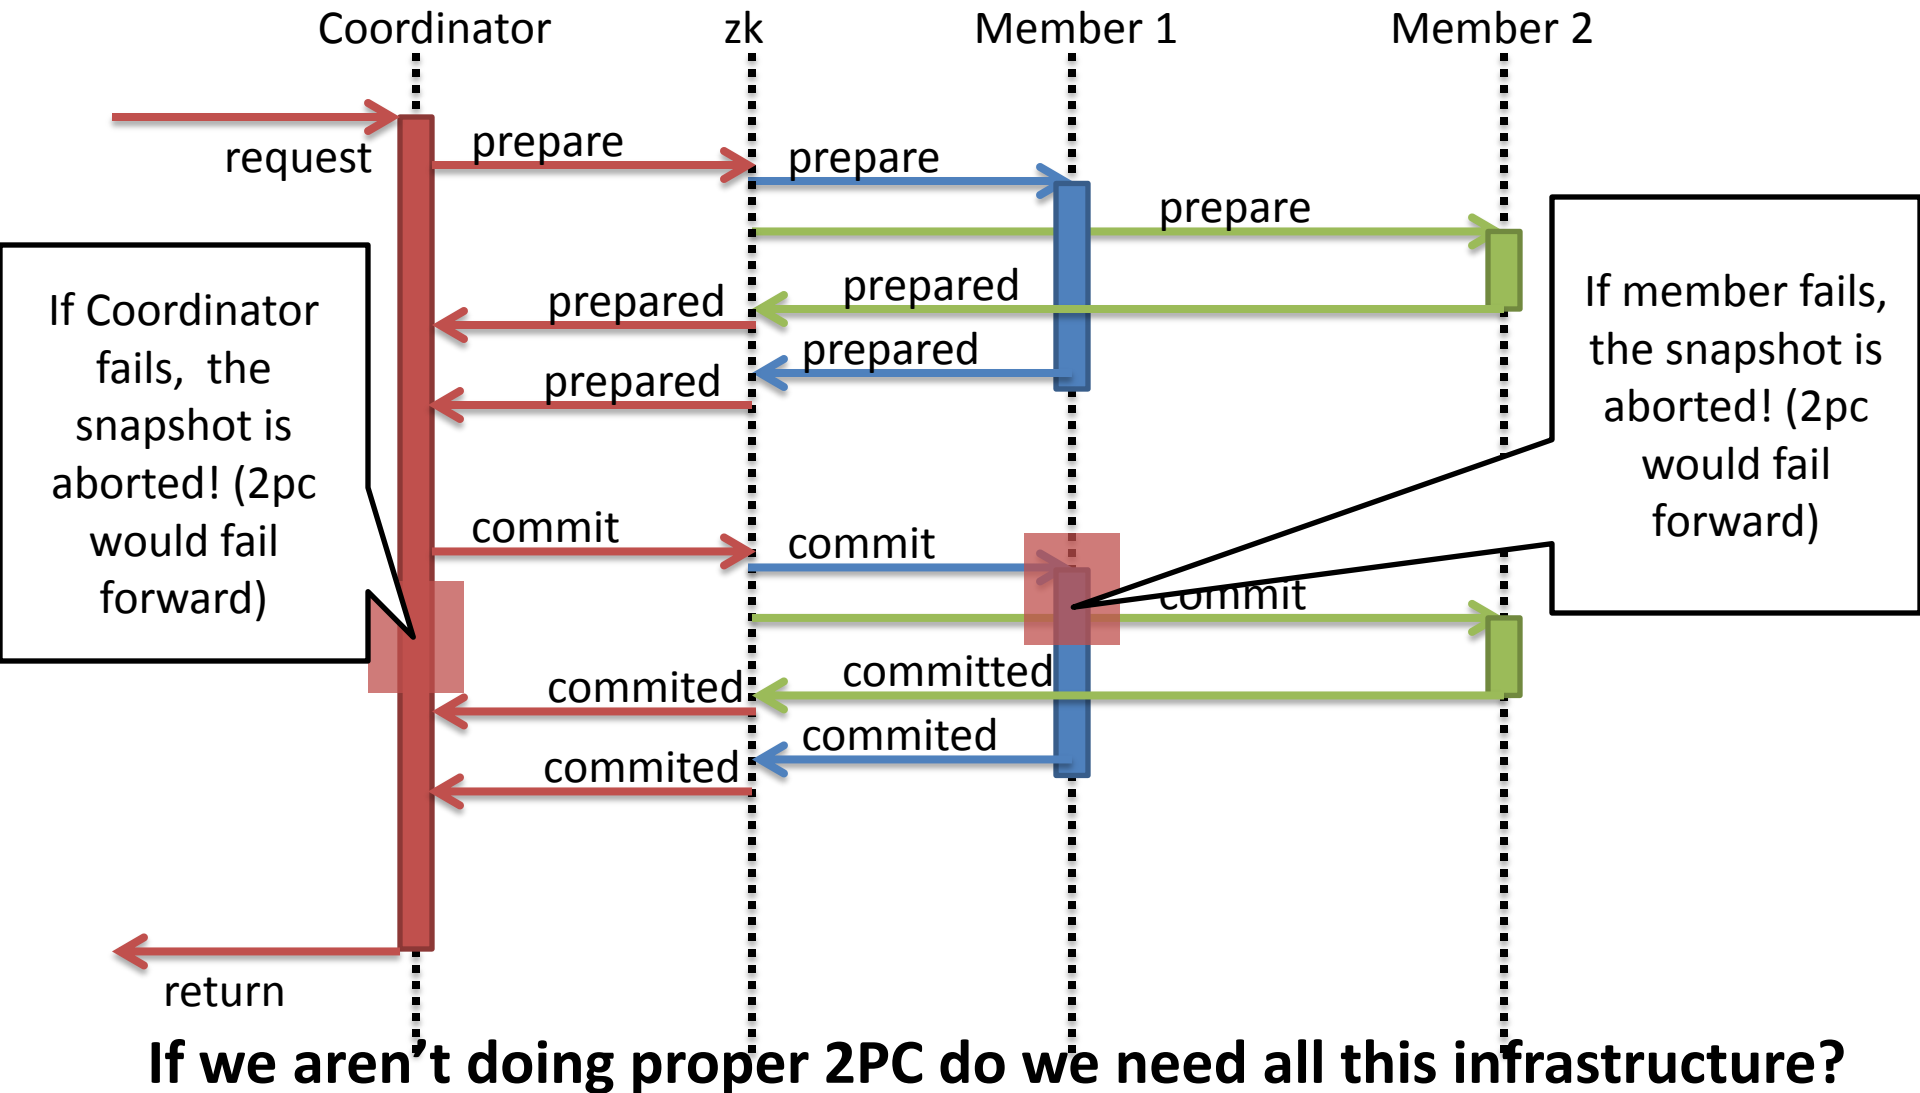 Coordinator
zk
Member 1
Member 2
request
prepare
prepare
prepare
prepared
prepared
prepared
prepared
If Coordinator
fails, the
snapshot is
aborted! (2pc
would fail
forward)
If member fails,
the snapshot is
aborted! (2pc
would fail
forward)
commit
commit
commit
committed
commited
commited
commited
return
If we aren’t doing proper 2PC do we need all this infrastructure?